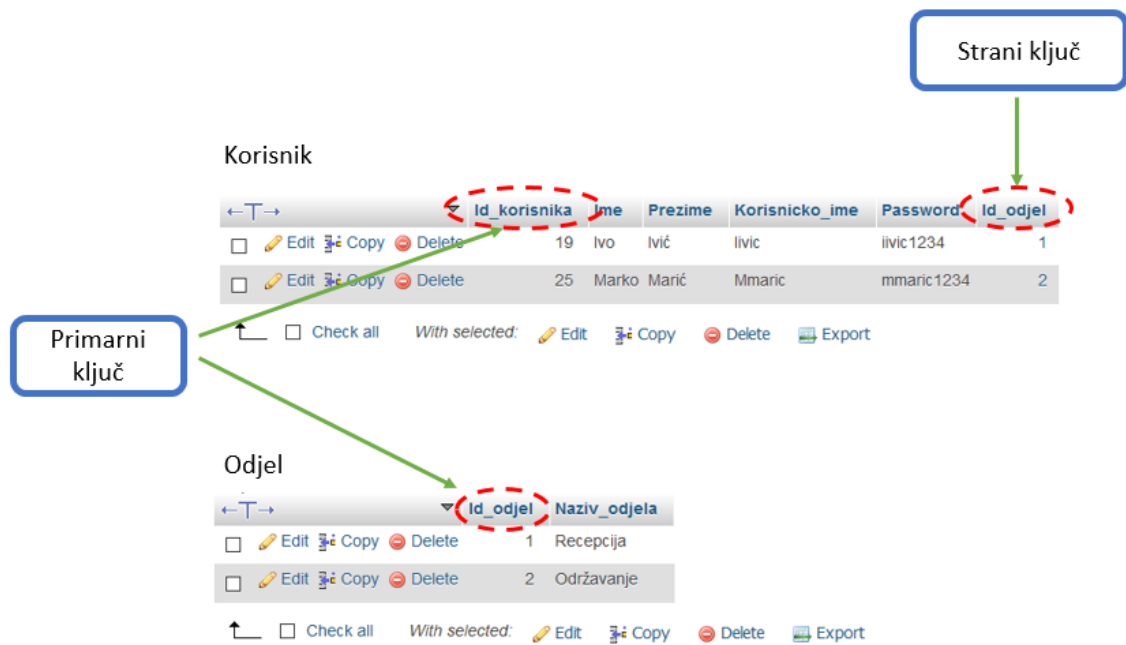 Strani ključ
Korisnik
←T→ Id_korisnika Ime Prezime Korisnicko_ime Password Id_odjel
Edit Copy Delete 19 Ivo Ivić Iivic iivic1234 1
Edit Copy Delete 25 Marko Marić Mmaric mmaric1234 2
Check all With selected: Edit Copy Delete Export
Primarni
ključ
Odjel
←T→ Id_odjel Naziv_odjela
Edit Copy Delete 1 Recepcija
Edit Copy Delete 2 Održavanje
Check all With selected: Edit Copy Delete Export